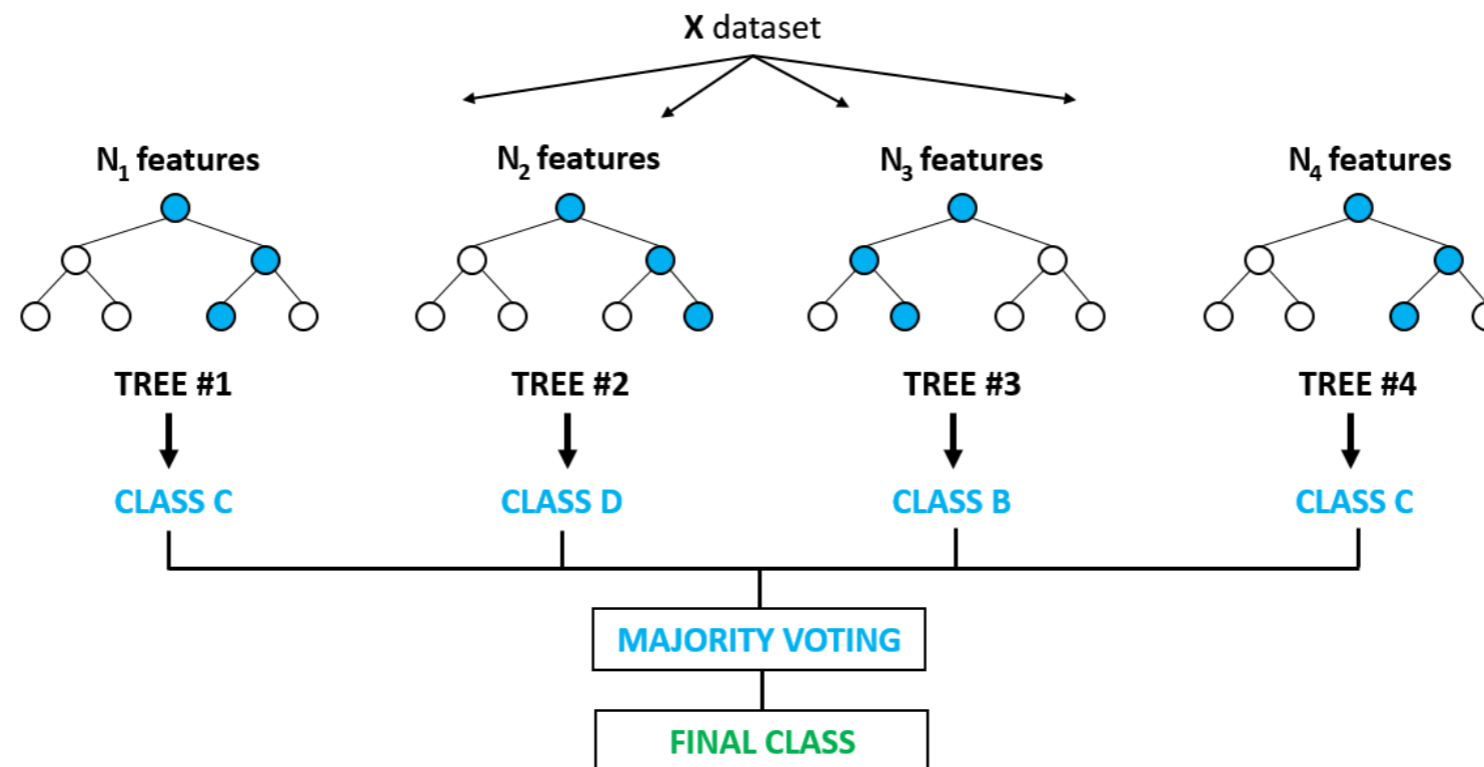 X dataset
N₁ features
N₂ features
N₃ features
N₄ features
TREE #1
TREE #2
TREE #3
TREE #4
CLASS C
CLASS D
CLASS B
CLASS C
MAJORITY VOTING
FINAL CLASS